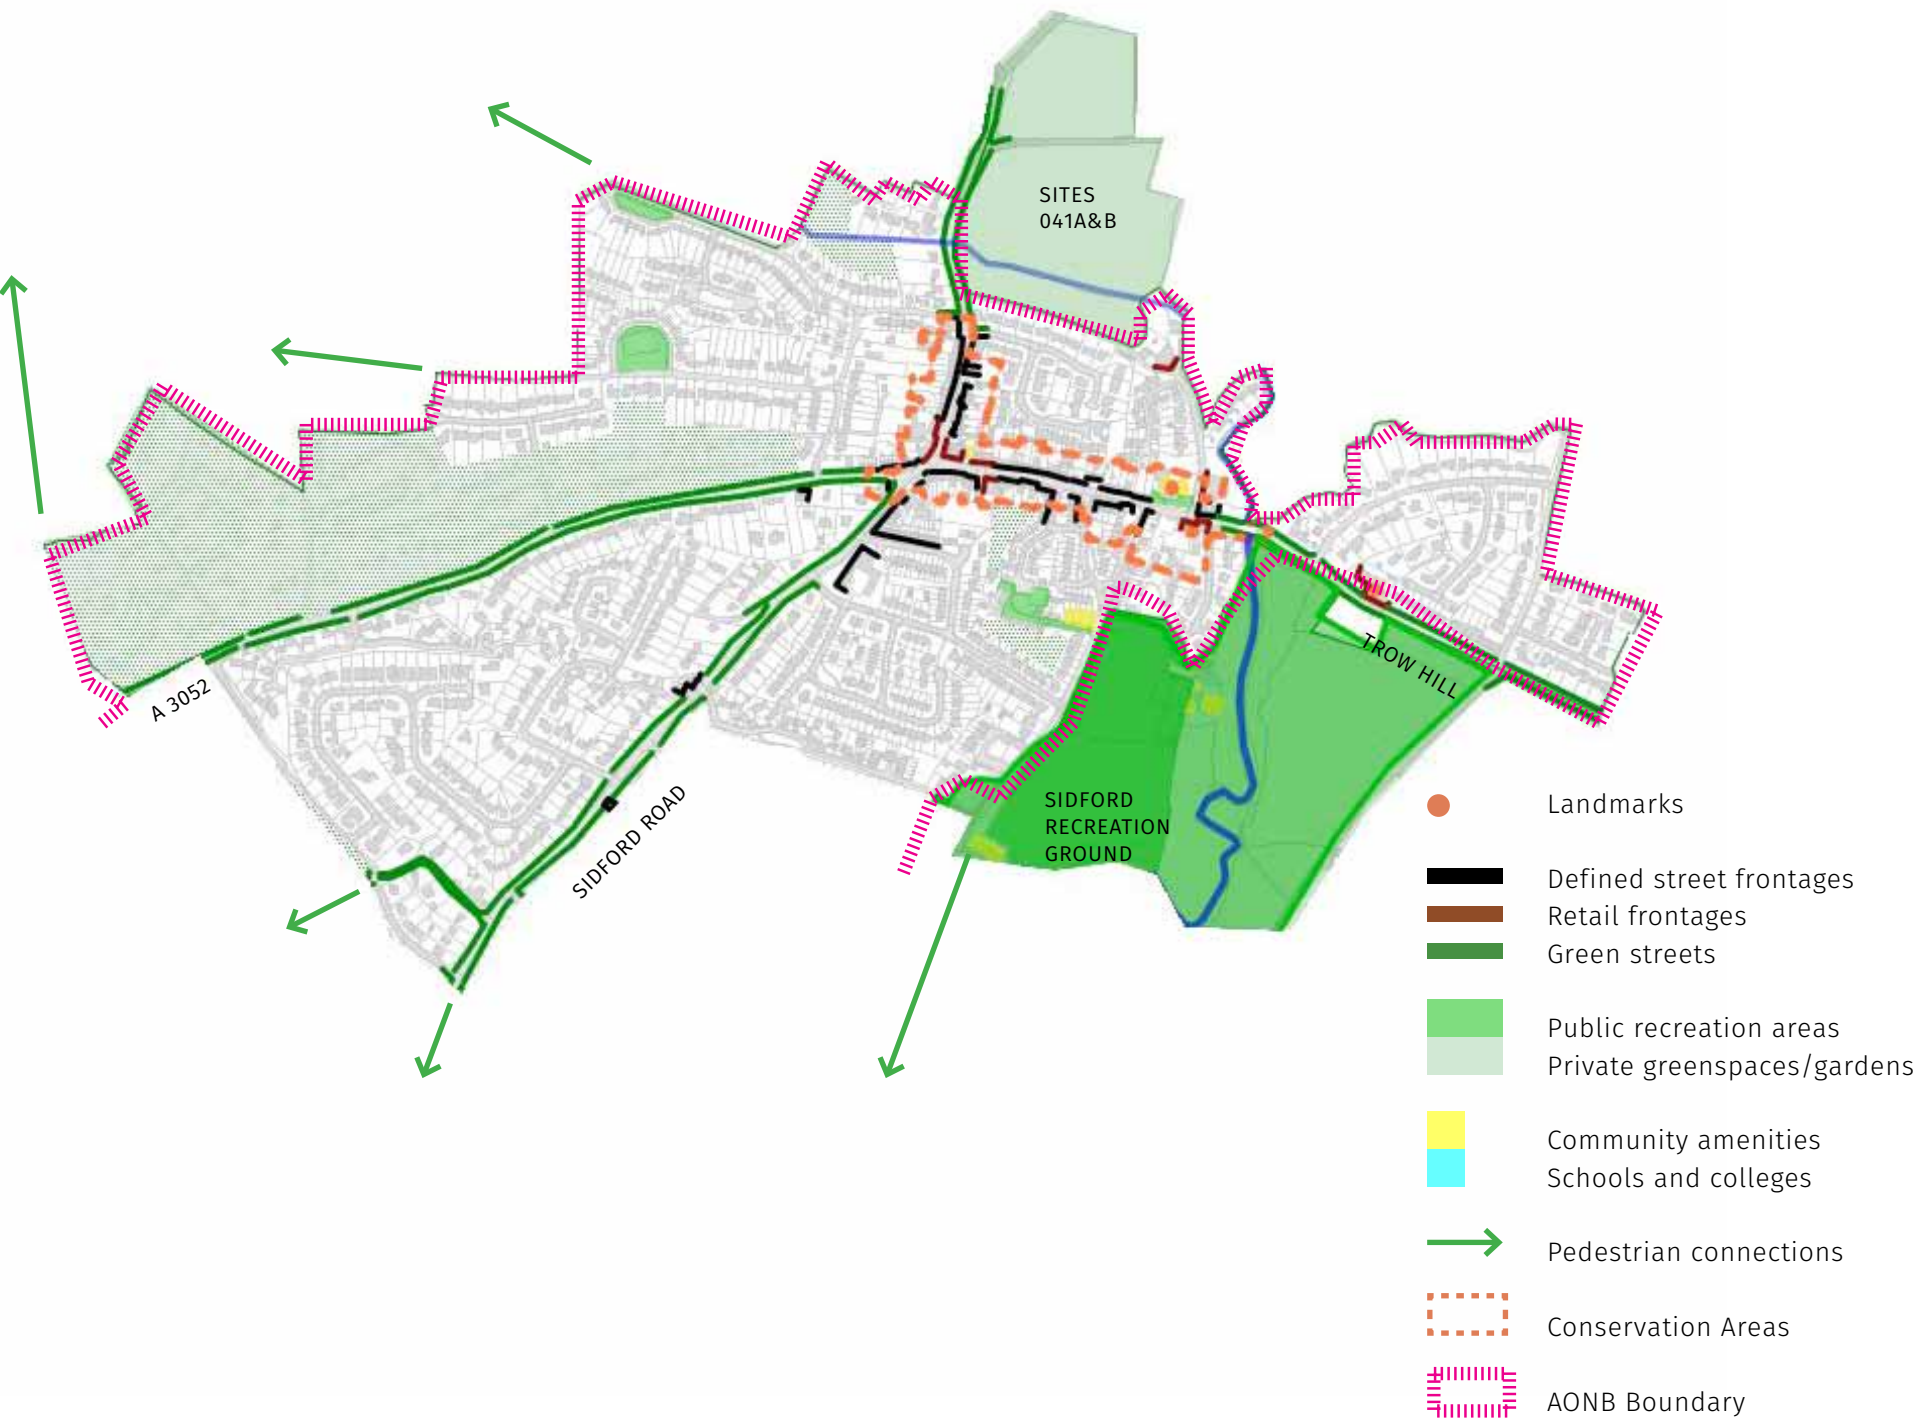 SITES
041A&B
A 3052
TROW HILL
SIDFORD ROAD
SIDFORD
RECREATION
GROUND
Landmarks
Defined street frontages
Retail frontages
Green streets
Public recreation areas
Private greenspaces/gardens
Community amenities
Schools and colleges
Pedestrian connections
Conservation Areas
AONB Boundary